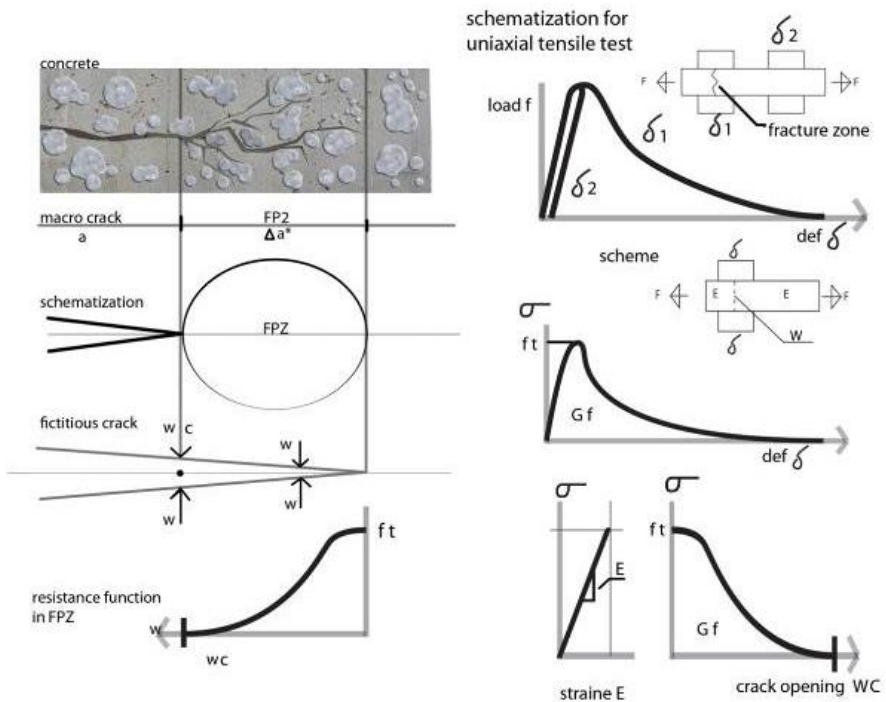 concrete
macro crack
a
FP2
Δa*
schematization
FPZ
fictitious crack
w c
w
w
w
ft
resistance function
in FPZ
w
wc
schematization for
uniaxial tensile test
load f
δ1
δ2
def δ
δ2
F
F
δ1
fracture zone
scheme
δ
F
E
E
F
δ
W
σ
ft
Gf
def δ
σ
E
straine E
σ
ft
Gf
crack opening WC